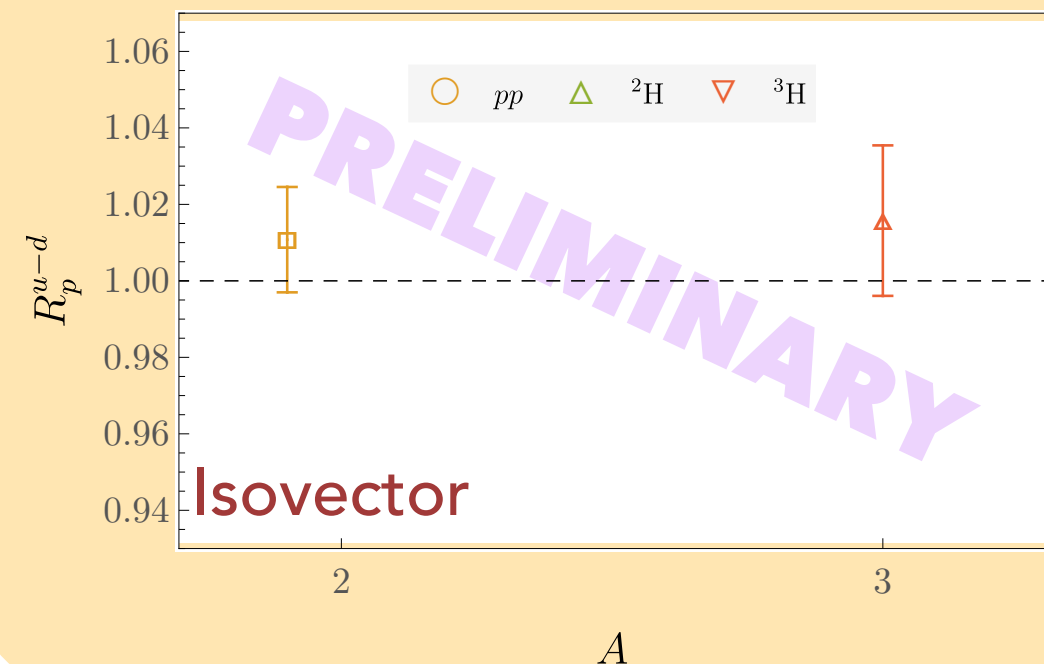 1.06
pp ²H ³H
1.04
1.02
1.00
0.98
0.96
0.94
R_p^{u−d}
PRELIMINARY
Isovector
2 3
A